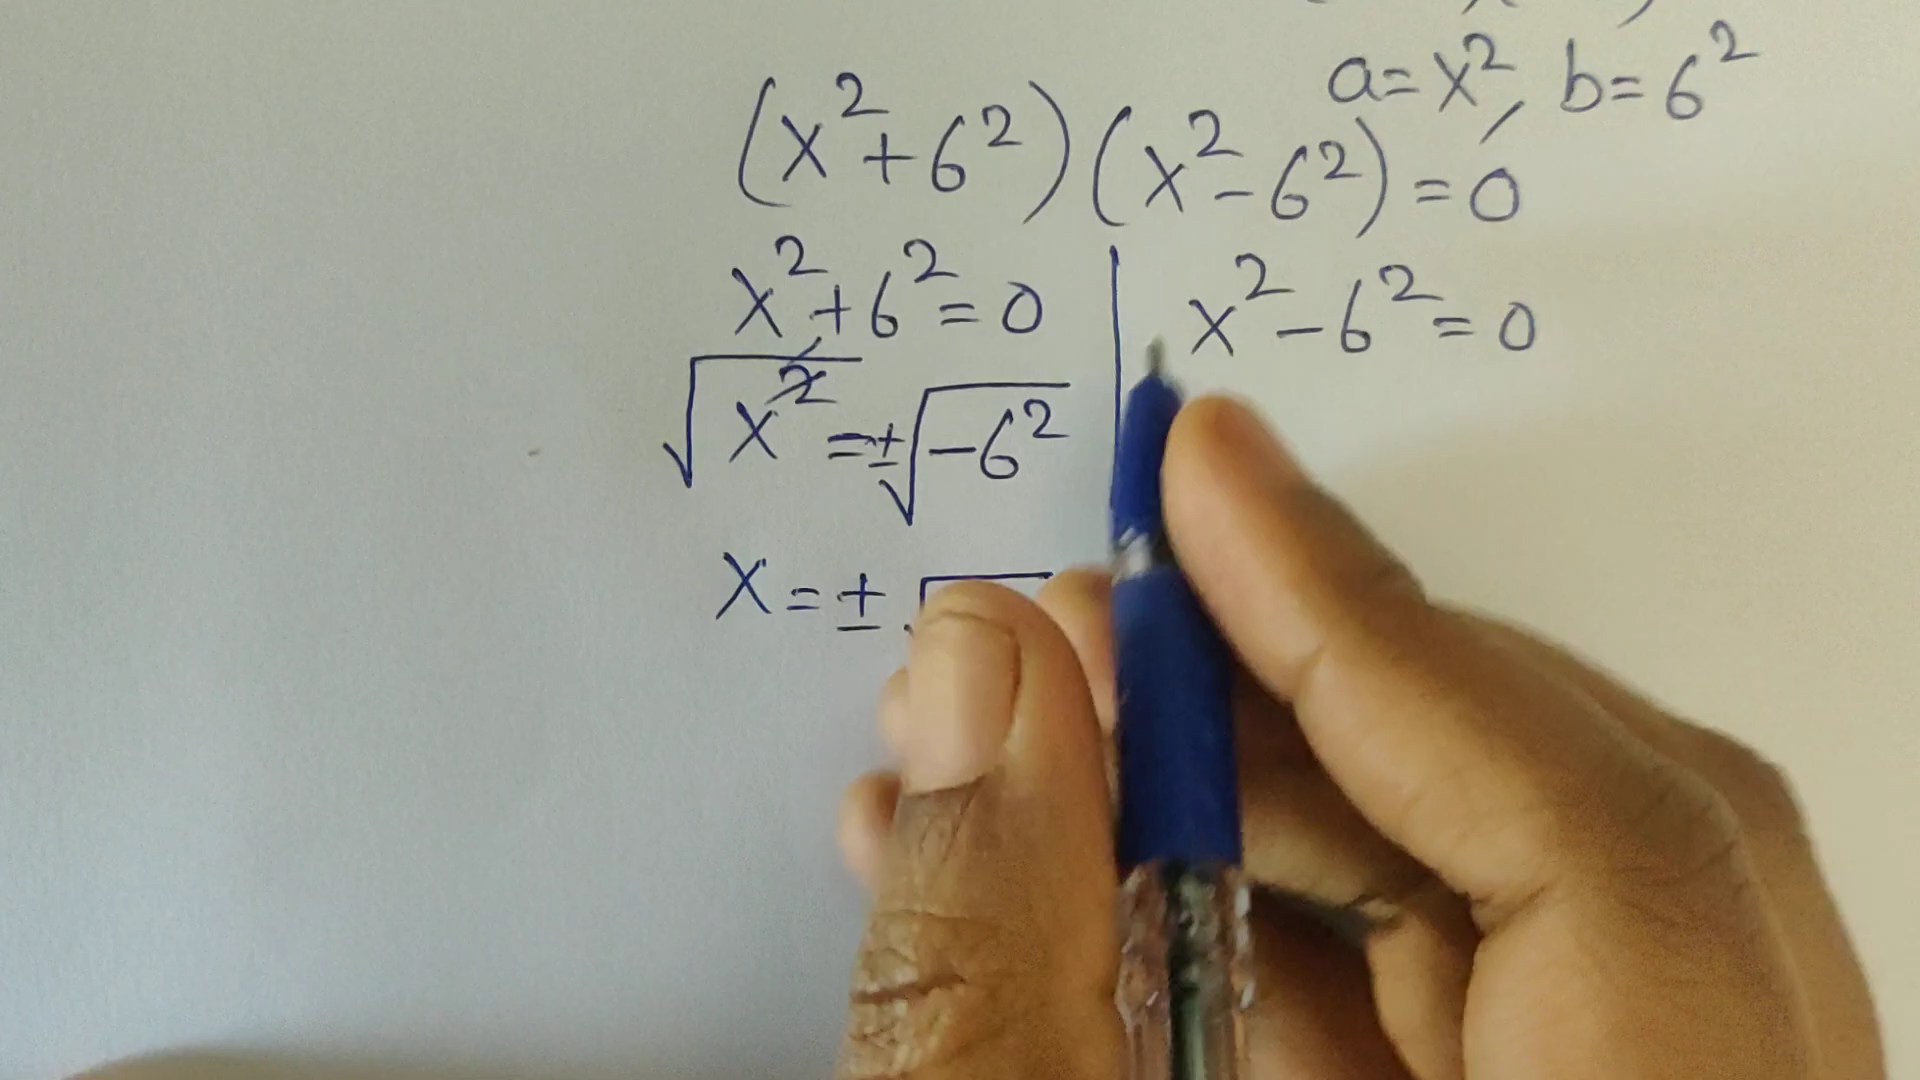 a=x², b=6²
(x²+6²)(x²-6²)=0
x²+6²=0
x²-6²=0
√x² =±√-6²
x=±√